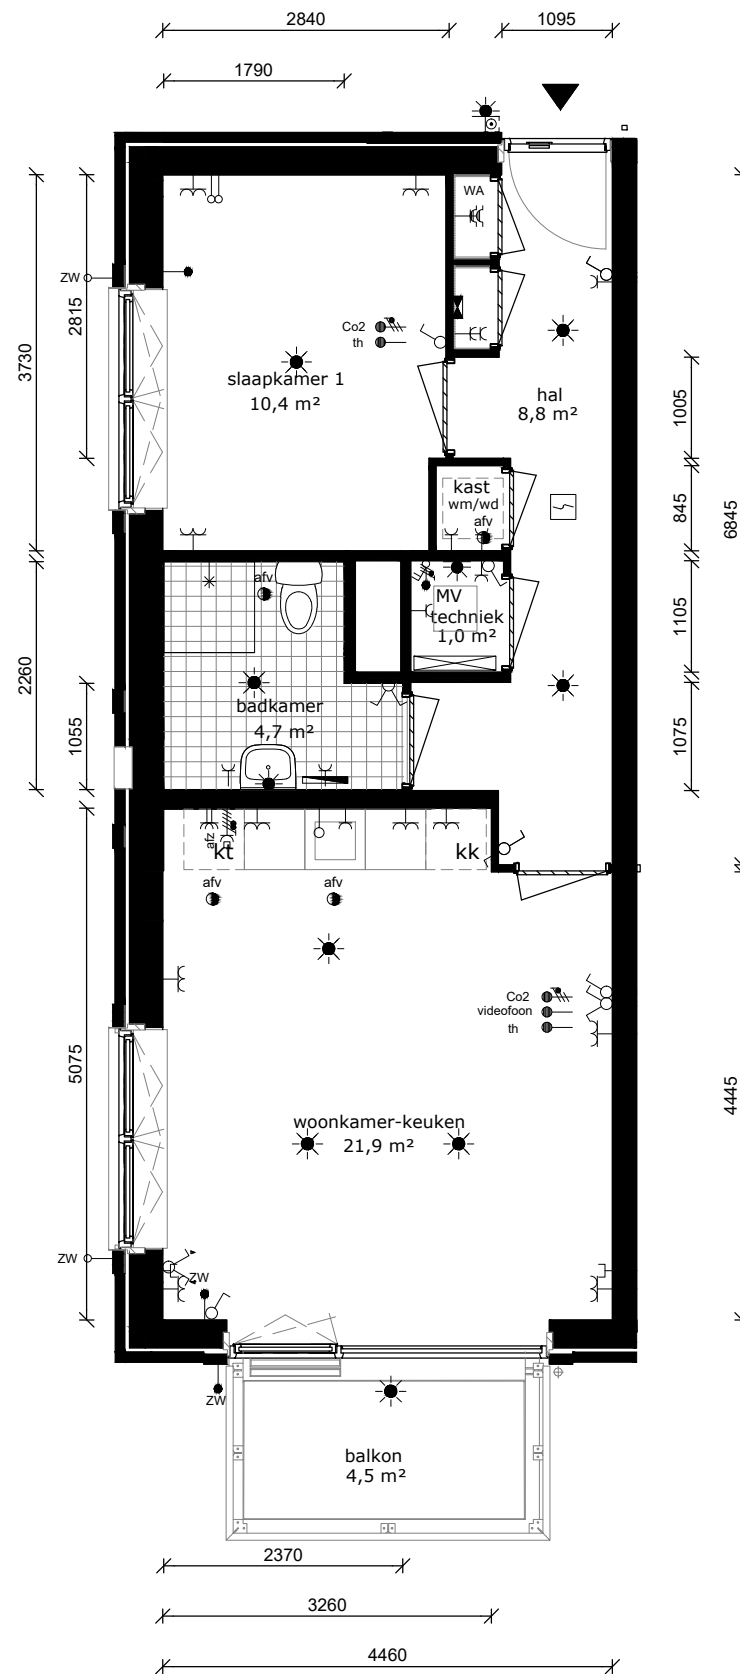 2840
1095
1790
WA
ZW
2815
3730
Co2
th
slaapkamer 1
10,4 m²
hal
8,8 m²
1005
845
6845
kast
wm/wd
afv
afv
MV
techniek
1,0 m²
1105
2260
1055
badkamer
4,7 m²
1075
afz
kt
kk
afv
afv
Co2
videofoon
th
5075
4445
woonkamer-keuken
21,9 m²
ZW
ZW
ZW
balkon
4,5 m²
2370
3260
4460